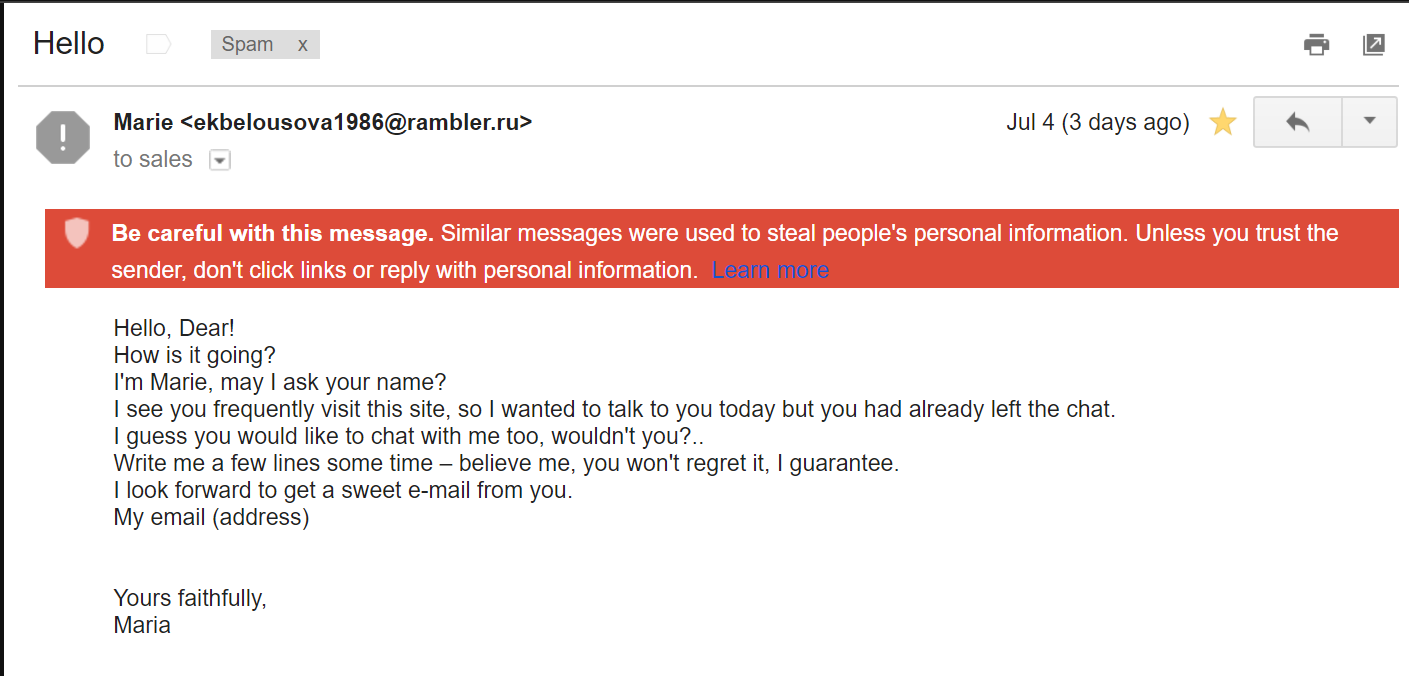 Hello
Spam x
Marie <ekbelousova1986@rambler.ru>
Jul 4 (3 days ago)
to sales
Be careful with this message. Similar messages were used to steal people's personal information. Unless you trust the
sender, don't click links or reply with personal information. Learn more
Hello, Dear!
How is it going?
I'm Marie, may I ask your name?
I see you frequently visit this site, so I wanted to talk to you today but you had already left the chat.
I guess you would like to chat with me too, wouldn't you?..
Write me a few lines some time – believe me, you won't regret it, I guarantee.
I look forward to get a sweet e-mail from you.
My email (address)
Yours faithfully,
Maria